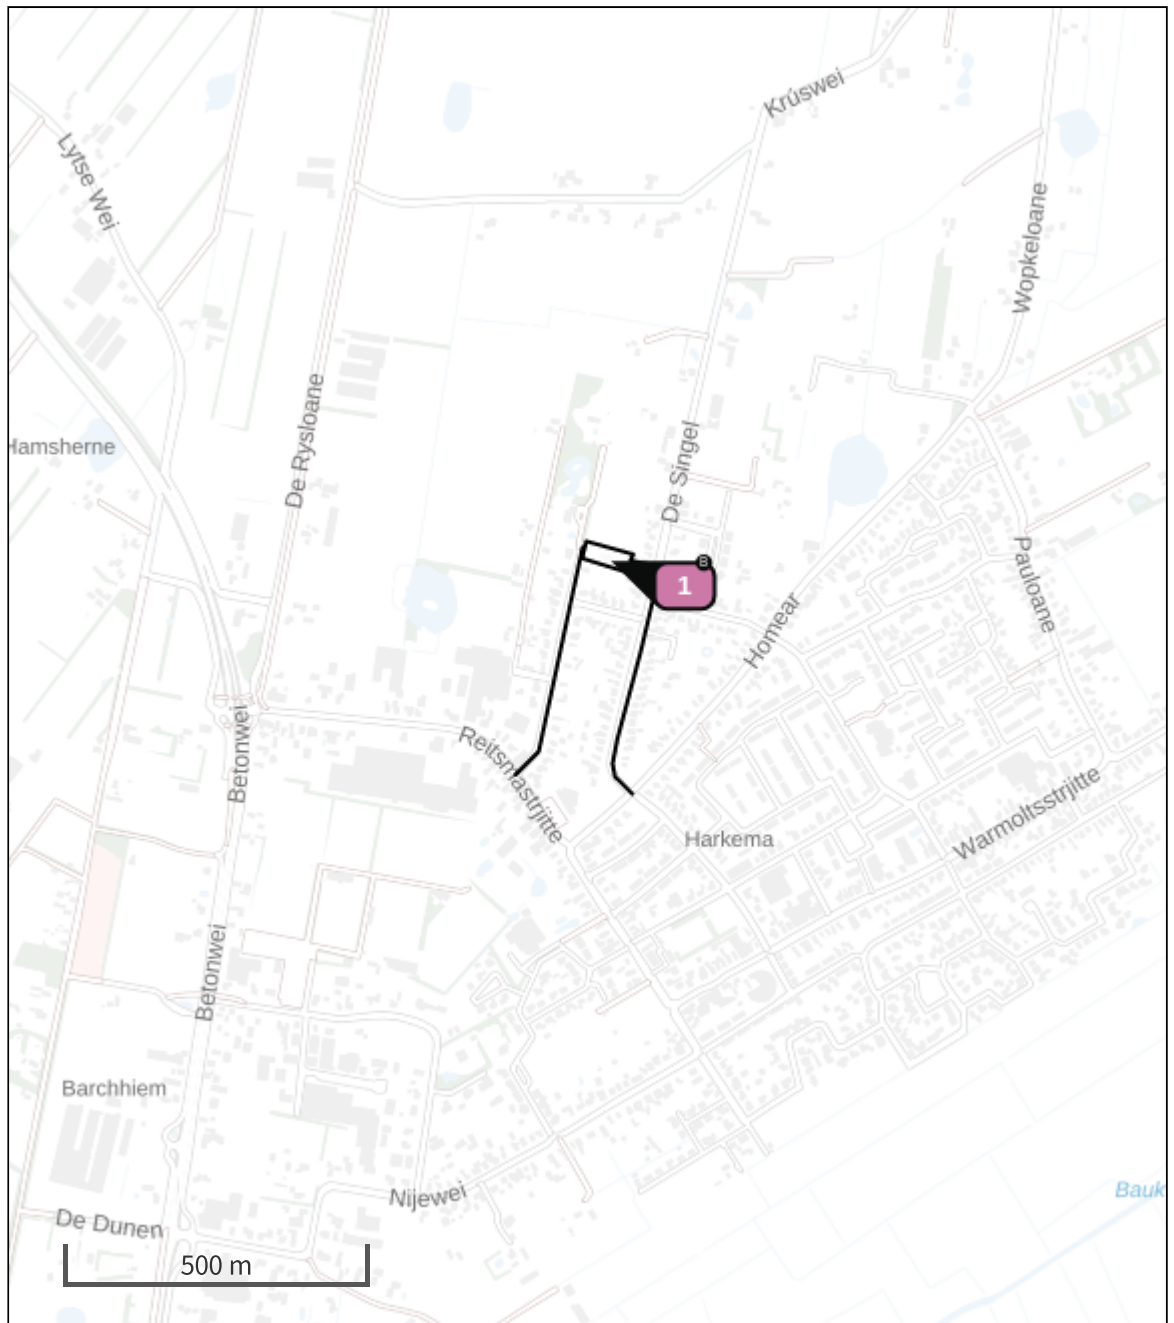 Krúswei
Lytse Wei
Wopkeloane
De Rysloane
Hamsherne
De Singel
B
1
Pauloane
Homear
Betonwei
Reitsmastrjitte
Warmoltsstrjitte
Harkema
Betonwei
Barchhiem
Nijewei
Bauk
De Dunen
500 m